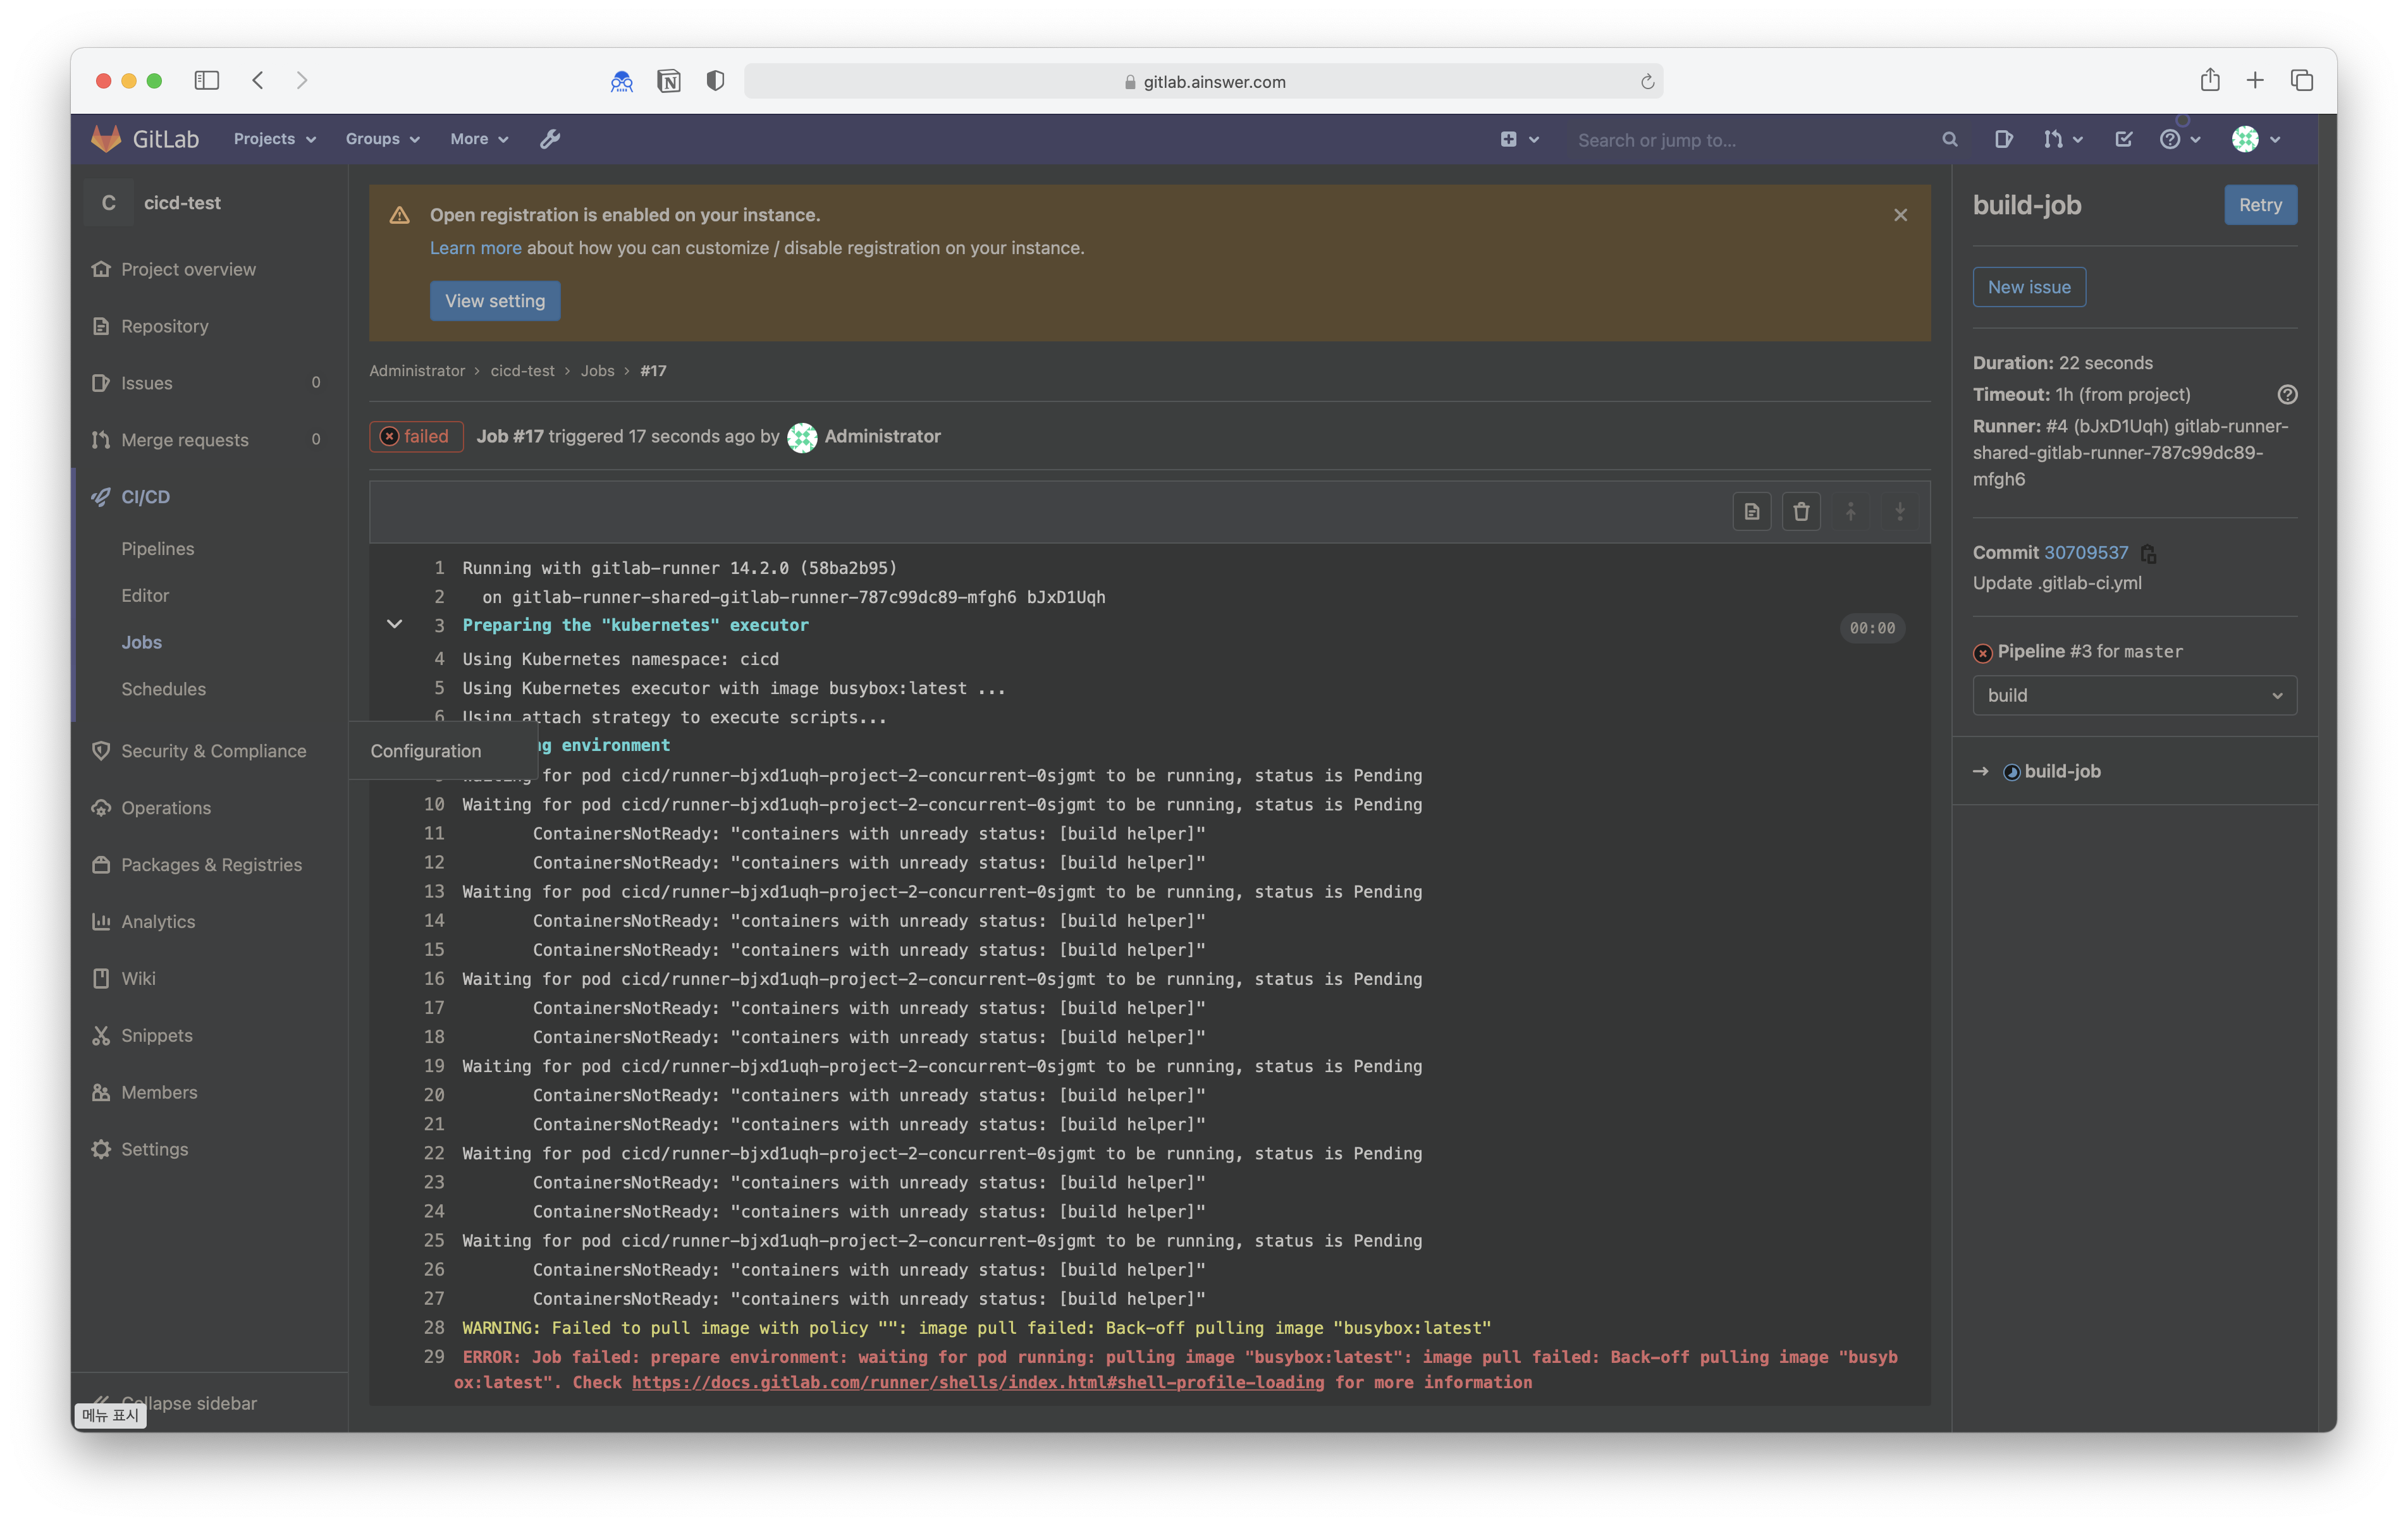 gitlab.ainswer.com
GitLab
Projects
Groups
More
Search or jump to...
C
cicd-test
Project overview
Repository
Issues 0
Merge requests 0
CI/CD
Pipelines
Editor
Jobs
Schedules
Security & Compliance
Configuration
Operations
Packages & Registries
Analytics
Wiki
Snippets
Members
Settings
Collapse sidebar
메뉴 표시
Open registration is enabled on your instance.
Learn more about how you can customize / disable registration on your instance.
View setting
Administrator > cicd-test > Jobs > #17
failed Job #17 triggered 17 seconds ago by Administrator
1 Running with gitlab-runner 14.2.0 (58ba2b95)
2 on gitlab-runner-shared-gitlab-runner-787c99dc89-mfgh6 bJxD1Uqh
3 Preparing the "kubernetes" executor 00:00
4 Using Kubernetes namespace: cicd
5 Using Kubernetes executor with image busybox:latest ...
6 Using attach strategy to execute scripts...
environment
9 Waiting for pod cicd/runner-bjxd1uqh-project-2-concurrent-0sjgmt to be running, status is Pending
10 Waiting for pod cicd/runner-bjxd1uqh-project-2-concurrent-0sjgmt to be running, status is Pending
11 ContainersNotReady: "containers with unready status: [build helper]"
12 ContainersNotReady: "containers with unready status: [build helper]"
13 Waiting for pod cicd/runner-bjxd1uqh-project-2-concurrent-0sjgmt to be running, status is Pending
14 ContainersNotReady: "containers with unready status: [build helper]"
15 ContainersNotReady: "containers with unready status: [build helper]"
16 Waiting for pod cicd/runner-bjxd1uqh-project-2-concurrent-0sjgmt to be running, status is Pending
17 ContainersNotReady: "containers with unready status: [build helper]"
18 ContainersNotReady: "containers with unready status: [build helper]"
19 Waiting for pod cicd/runner-bjxd1uqh-project-2-concurrent-0sjgmt to be running, status is Pending
20 ContainersNotReady: "containers with unready status: [build helper]"
21 ContainersNotReady: "containers with unready status: [build helper]"
22 Waiting for pod cicd/runner-bjxd1uqh-project-2-concurrent-0sjgmt to be running, status is Pending
23 ContainersNotReady: "containers with unready status: [build helper]"
24 ContainersNotReady: "containers with unready status: [build helper]"
25 Waiting for pod cicd/runner-bjxd1uqh-project-2-concurrent-0sjgmt to be running, status is Pending
26 ContainersNotReady: "containers with unready status: [build helper]"
27 ContainersNotReady: "containers with unready status: [build helper]"
28 WARNING: Failed to pull image with policy "": image pull failed: Back-off pulling image "busybox:latest"
29 ERROR: Job failed: prepare environment: waiting for pod running: pulling image "busybox:latest": image pull failed: Back-off pulling image "busyb
ox:latest". Check https://docs.gitlab.com/runner/shells/index.html#shell-profile-loading for more information
build-job
Retry
New issue
Duration: 22 seconds
Timeout: 1h (from project)
Runner: #4 (bJxD1Uqh) gitlab-runner-
shared-gitlab-runner-787c99dc89-
mfgh6
Commit 30709537
Update .gitlab-ci.yml
Pipeline #3 for master
build
→ build-job